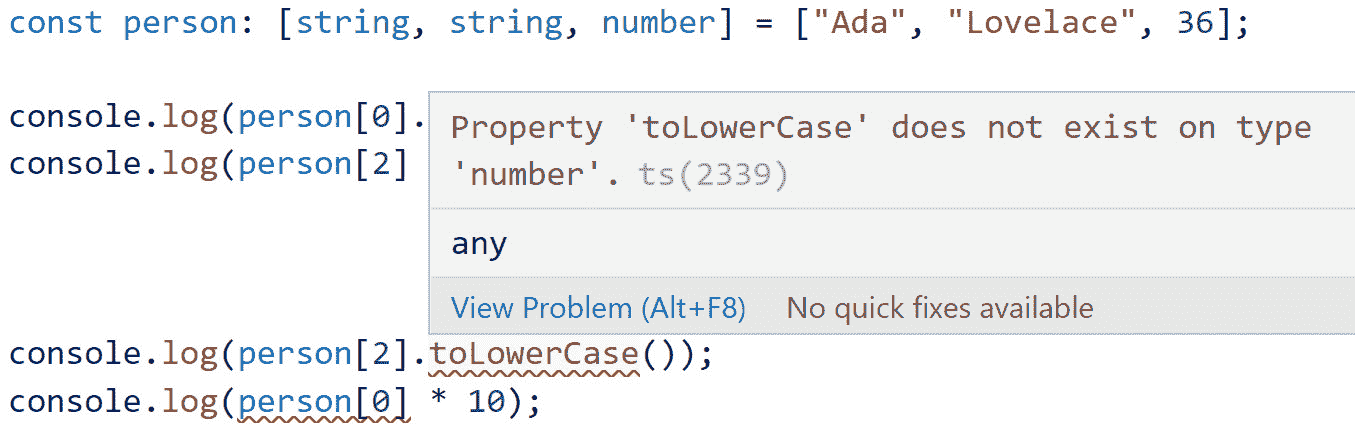 const person: [string, string, number] = ["Ada", "Lovelace", 36];
console.log(person[0].
console.log(person[2]
Property 'toLowerCase' does not exist on type
'number'. ts(2339)
any
View Problem (Alt+F8) No quick fixes available
console.log(person[2].toLowerCase());
console.log(person[0] * 10);